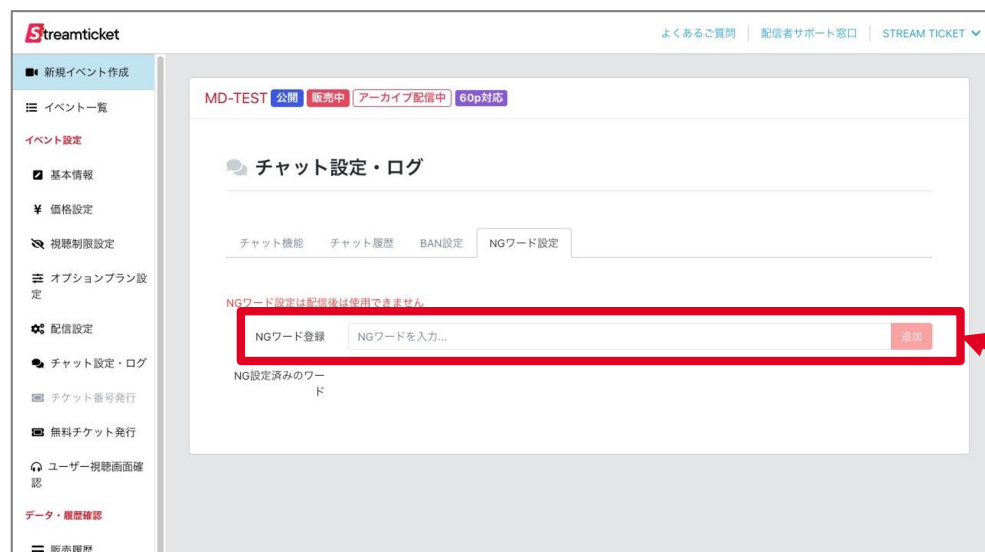 Streamticket
よくあるご質問
配信者サポート窓口
STREAM TICKET
新規イベント作成
イベント一覧
イベント設定
基本情報
価格設定
視聴制限設定
オプションプラン設
定
配信設定
チャット設定・ログ
チケット番号発行
無料チケット発行
ユーザー視聴画面確
認
データ・履歴確認
販売履歴
MD-TEST 公開 販売中 アーカイブ配信中 60p対応
チャット設定・ログ
チャット機能 チャット履歴 BAN設定 NGワード設定
NGワード設定は配信後は使用できません
NGワード登録 NGワードを入力... 追加
NG設定済みのワー
ド